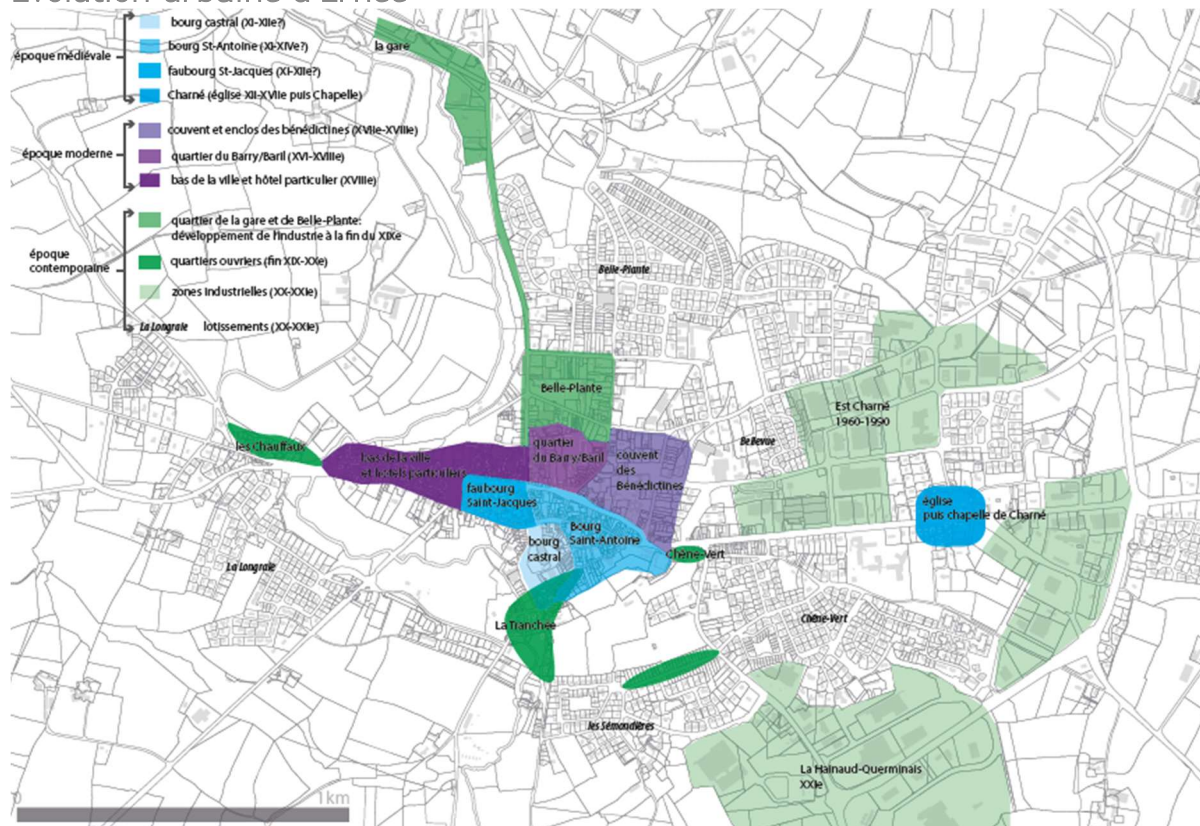 époque médiévale
bourg castral (XI-XIIe?)
bourg St-Antoine (XI-XIVe?)
faubourg St-Jacques (XI-XIIe?)
Charné (église XII-XVIIe puis Chapelle)
époque moderne
couvent et enclos des bénédictines (XVIIe-XVIIIe)
quartier du Barry/Baril (XVI-XVIIIe)
bas de la ville et hôtel particulier (XVIIIe)
époque
contemporaine
quartier de la gare et de Belle-Plante:
développement de l'industrie à la fin du XIXe
quartiers ouvriers (fin XIX-XXe)
zones industrielles (XX-XXIe)
La Longraie lotissements (XX-XXIe)
la gare
Belle-Plante
Belle-Plante
Est Charné
1960-1990
les Chauffaux
bas de la ville
et hôtels particuliers
quartier
du Barry/Baril
couvent
des
Bénédictines
Bellevue
faubourg
Saint-Jacques
Bourg
Saint-Antoine
bourg
castral
église
puis chapelle de Charné
Chêne-Vert
La Longraie
La Tranchée
Chêne-Vert
les Sémondières
La Hainaud-Querminais
XXIe
0
1km